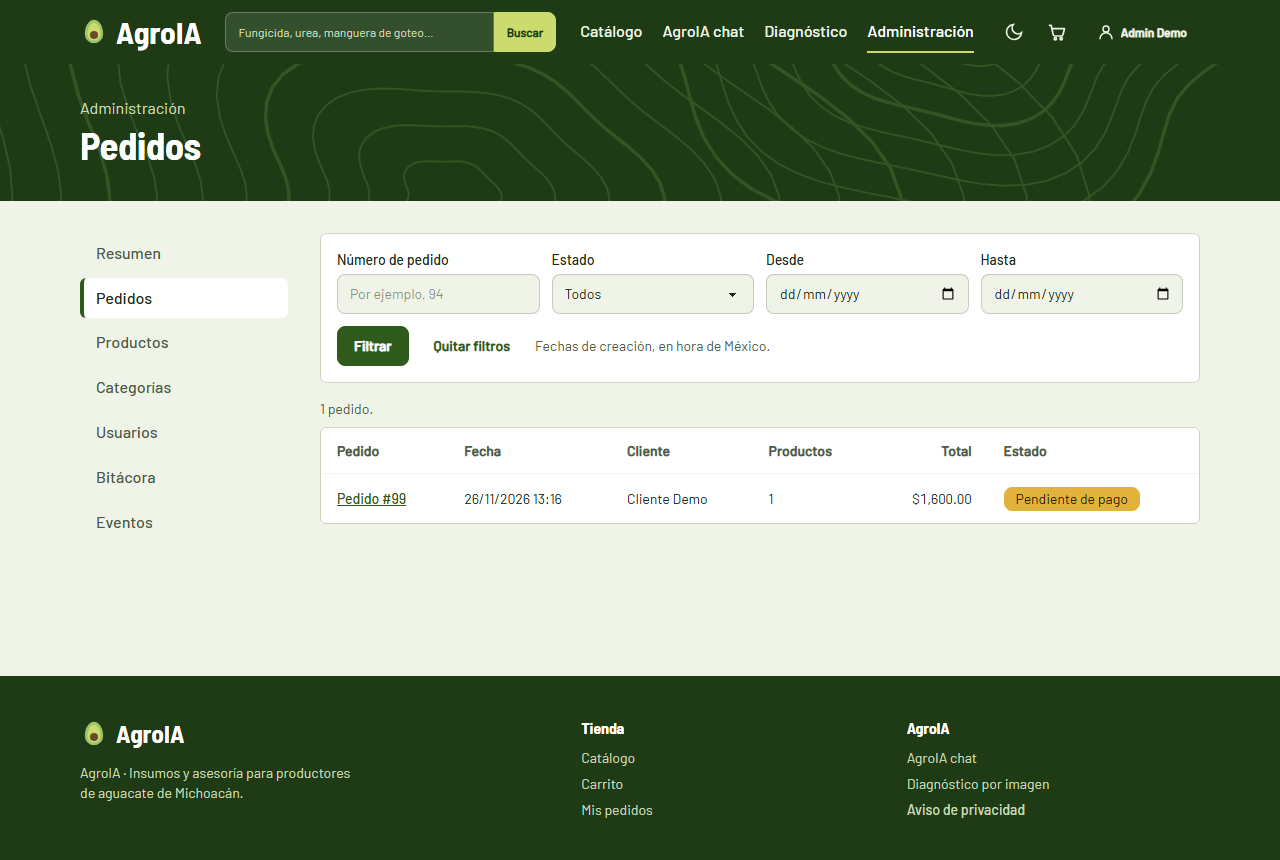 AgroIA
Fungicida, urea, manguera de goteo...
Buscar
Catálogo
AgroIA chat
Diagnóstico
Administración
Admin Demo
Administración
Pedidos
Resumen
Pedidos
Productos
Categorías
Usuarios
Bitácora
Eventos
Número de pedido
Estado
Desde
Hasta
Por ejemplo, 94
Todos
dd/mm/yyyy
dd/mm/yyyy
Filtrar
Quitar filtros
Fechas de creación, en hora de México.
1 pedido.
Pedido Fecha Cliente Productos Total Estado
Pedido #99 26/11/2026 13:16 Cliente Demo 1 $1,600.00 Pendiente de pago
AgroIA
AgroIA · Insumos y asesoría para productores
de aguacate de Michoacán.
Tienda
Catálogo
Carrito
Mis pedidos
AgroIA
AgroIA chat
Diagnóstico por imagen
Aviso de privacidad